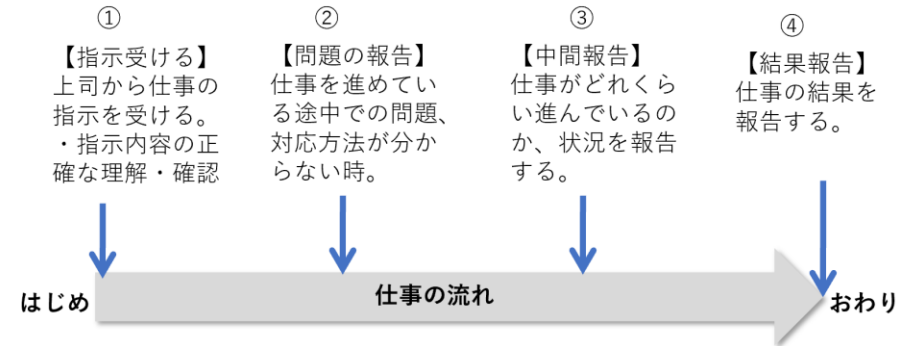 ①
【指示受ける】
上司から仕事の
指示を受ける。
・指示内容の正
確な理解・確認
②
【問題の報告】
仕事を進めてい
る途中での問題、
対応方法が分か
らない時。
③
【中間報告】
仕事がどれくら
い進んでいるの
か、状況を報告
する。
④
【結果報告】
仕事の結果を
報告する。
はじめ
仕事の流れ
おわり